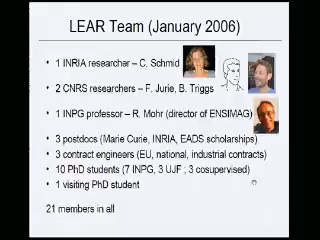 LEAR Team (January 2006)
• 1 INRIA researcher – C. Schmid
• 2 CNRS researchers – F. Jurie, B. Triggs
• 1 INPG professor – R. Mohr (director of ENSIMAG)
• 3 postdocs (Marie Curie, INRIA, EADS scholarships)
• 3 contract engineers (EU, national, industrial contracts)
• 10 PhD students (7 INPG, 3 UJF ; 3 cosupervised)
• 1 visiting PhD student
21 members in all